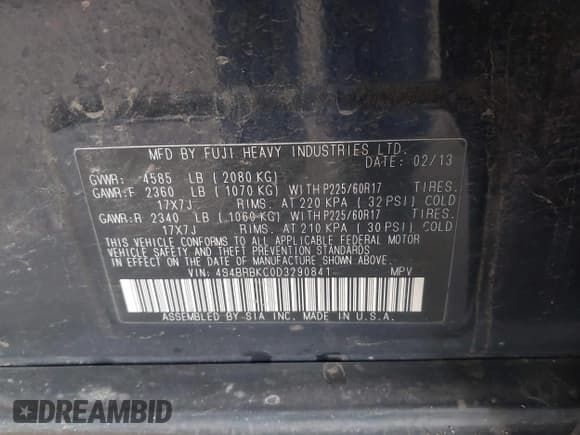 MFD BY FUJI HEAVY INDUSTRIES LTD.
DATE: 02/13
GVWR: 4585 LB (2080 KG)
GAWR:F 2360 LB (1070 KG) WITH P225/60R17 TIRES.
17X7J RIMS. AT 220 KPA (32 PSI) COLD
GAWR:R 2340 LB (1060 KG) WITH P225/60R17 TIRES.
17X7J RIMS. AT 210 KPA (30 PSI) COLD
THIS VEHICLE CONFORMS TO ALL APPLICABLE FEDERAL MOTOR
VEHICLE SAFETY AND THEFT PREVENTION STANDARDS
IN EFFECT ON THE DATE OF MANUFACTURE SHOWN ABOVE.
VIN: 4S4BRBKC0D3290841 MPV
ASSEMBLED BY SIA INC. MADE IN U.S.A.
DREAMBID